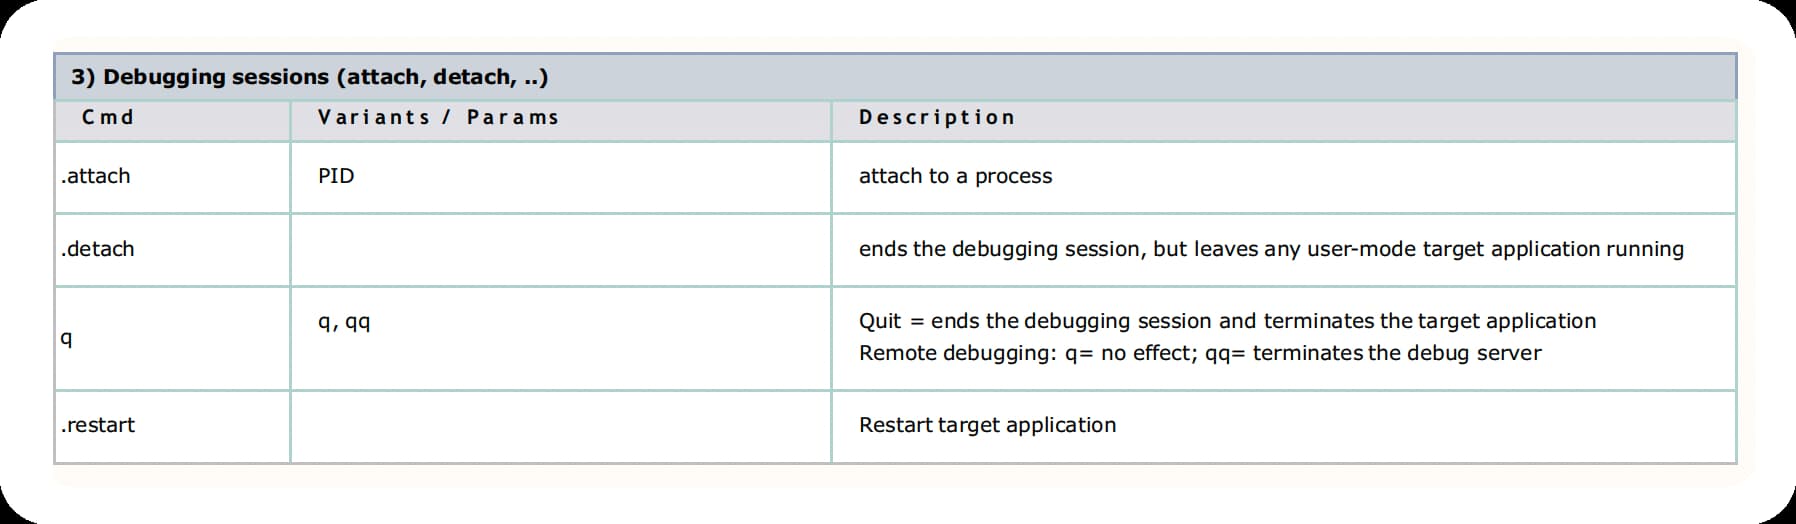 3) Debugging sessions (attach, detach, ..)
Cmd Variants / Params Description
.attach PID attach to a process
.detach ends the debugging session, but leaves any user-mode target application running
q q, qq Quit = ends the debugging session and terminates the target application
Remote debugging: q= no effect; qq= terminates the debug server
.restart Restart target application